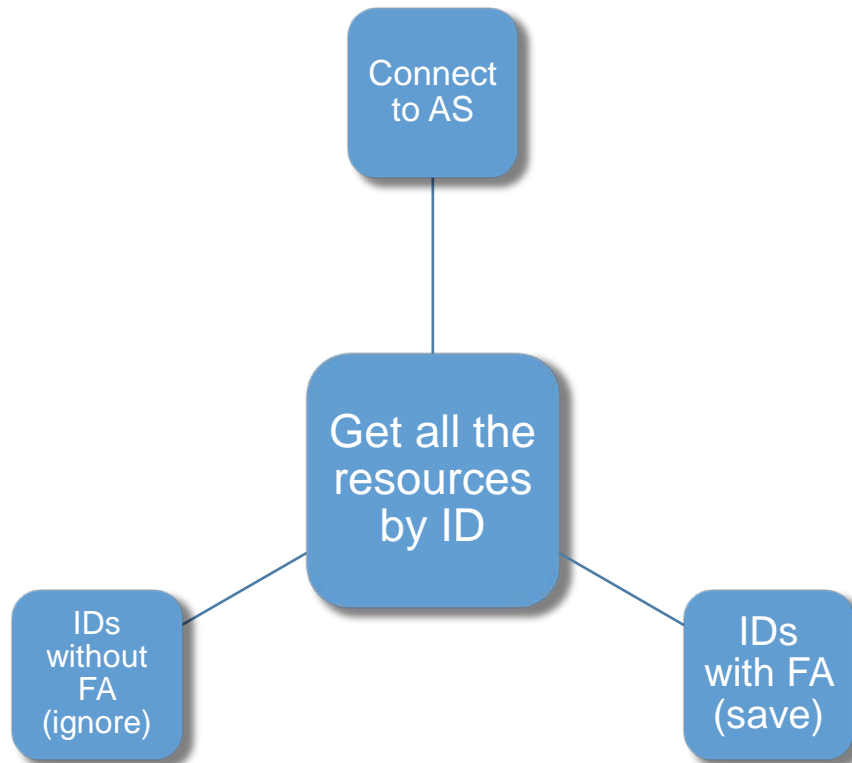 Connect
to AS
Get all the
resources
by ID
IDs
without
FA
(ignore)
IDs
with FA
(save)